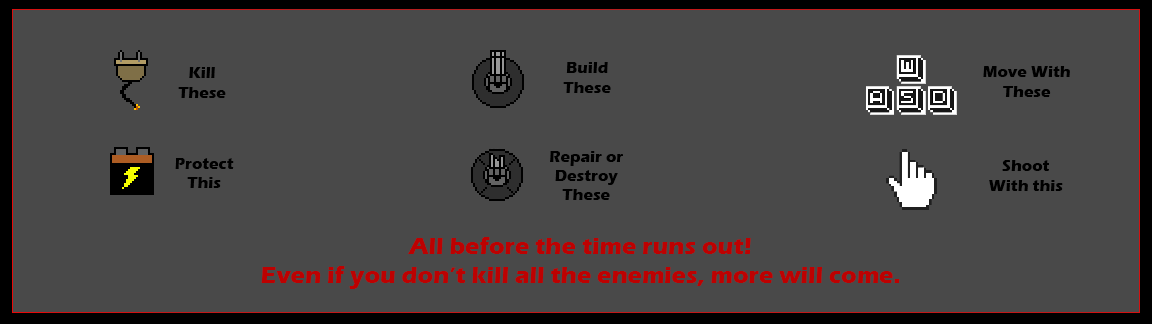 Kill
These
Build
These
W
A S D
Move With
These
Protect
This
Repair or
Destroy
These
Shoot
With this
All before the time runs out!
Even if you don't kill all the enemies, more will come.